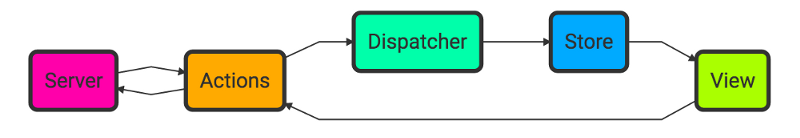 Server
Actions
Dispatcher
Store
View